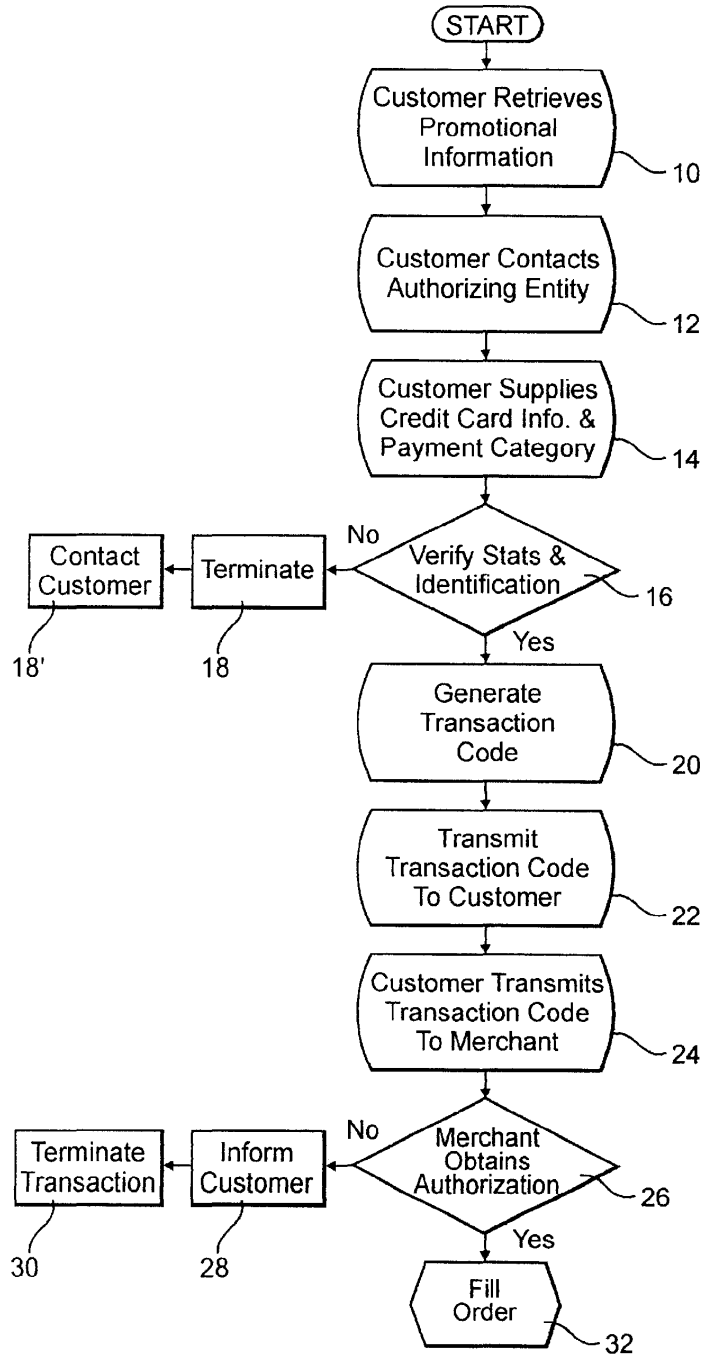 START
Customer Retrieves
Promotional
Information
10
Customer Contacts
Authorizing Entity
12
Customer Supplies
Credit Card Info. &
Payment Category
14
No
Verify Stats &
Identification
16
Contact
Customer
Terminate
18'
18
Yes
Generate
Transaction
Code
20
Transmit
Transaction Code
To Customer
22
Customer Transmits
Transaction Code
To Merchant
24
No
Merchant
Obtains
Authorization
26
Terminate
Transaction
Inform
Customer
30
28
Yes
Fill
Order
32